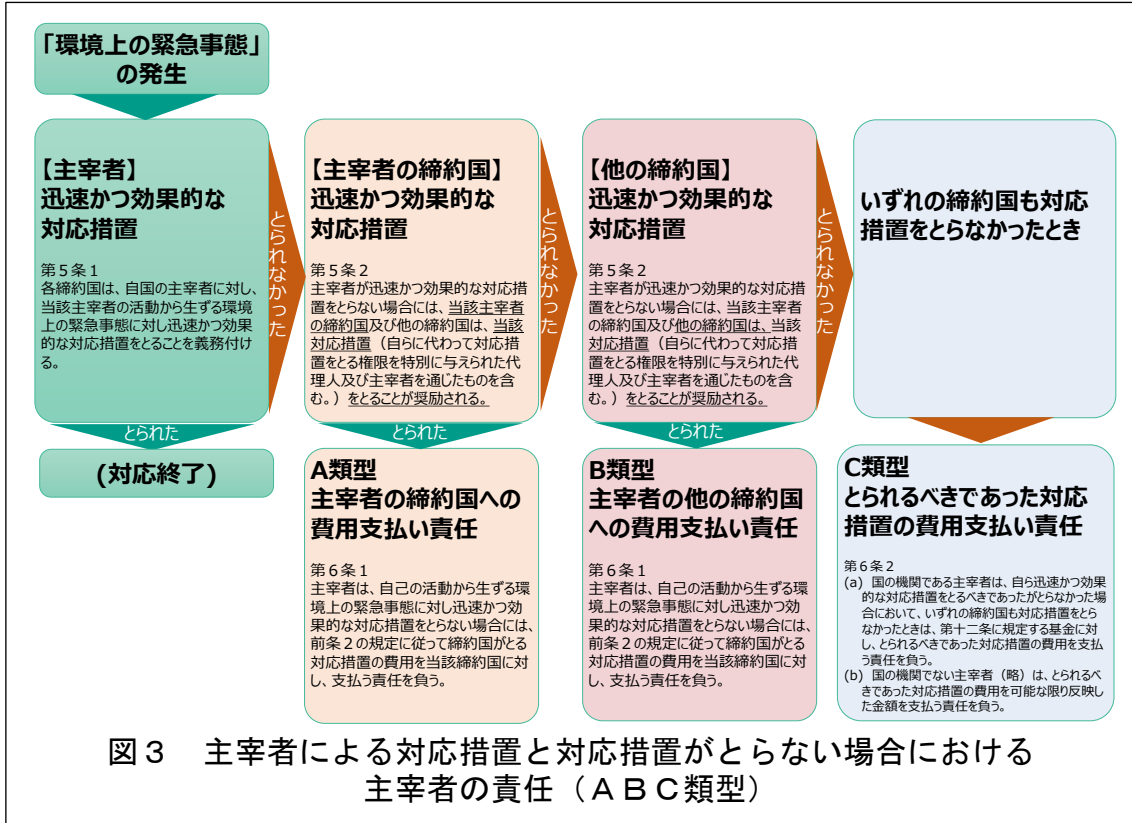 「環境上の緊急事態」
の発生
【主宰者】
迅速かつ効果的な
対応措置
第5条1
各締約国は、自国の主宰者に対し、
当該主宰者の活動から生ずる環境
上の緊急事態に対し迅速かつ効果
的な対応措置をとることを義務付け
る。
とられなかった
とられた
(対応終了)
【主宰者の締約国】
迅速かつ効果的な
対応措置
第5条2
主宰者が迅速かつ効果的な対応措
置をとらない場合には、当該主宰者
の締約国及び他の締約国は、当該
対応措置（自らに代わって対応措
置をとる権限を特別に与えられた代
理人及び主宰者を通じたものを含
む。）をとることが奨励される。
とられなかった
とられた
A類型
主宰者の締約国への
費用支払い責任
第6条1
主宰者は、自己の活動から生ずる環
境上の緊急事態に対し迅速かつ効
果的な対応措置をとらない場合には、
前条2の規定に従って締約国がとる
対応措置の費用を当該締約国に対
し、支払う責任を負う。
【他の締約国】
迅速かつ効果的な
対応措置
第5条2
主宰者が迅速かつ効果的な対応措
置をとらない場合には、当該主宰者
の締約国及び他の締約国は、当該
対応措置（自らに代わって対応措
置をとる権限を特別に与えられた代
理人及び主宰者を通じたものを含
む。）をとることが奨励される。
とられなかった
とられた
B類型
主宰者の他の締約国
への費用支払い責任
第6条1
主宰者は、自己の活動から生ずる環
境上の緊急事態に対し迅速かつ効
果的な対応措置をとらない場合には、
前条2の規定に従って締約国がとる
対応措置の費用を当該締約国に対
し、支払う責任を負う。
いずれの締約国も対応
措置をとらなかったとき
C類型
とられるべきであった対応
措置の費用支払い責任
第6条2
(a) 国の機関である主宰者は、自ら迅速かつ効果
的な対応措置をとるべきであったがとらなかった場
合において、いずれの締約国も対応措置をとら
なかったときは、第十二条に規定する基金に対
し、とられるべきであった対応措置の費用を支払
う責任を負う。
(b) 国の機関でない主宰者（略）は、とられるべ
きであった対応措置の費用を可能な限り反映し
た金額を支払う責任を負う。
図３　主宰者による対応措置と対応措置がとらない場合における
主宰者の責任（ＡＢＣ類型）